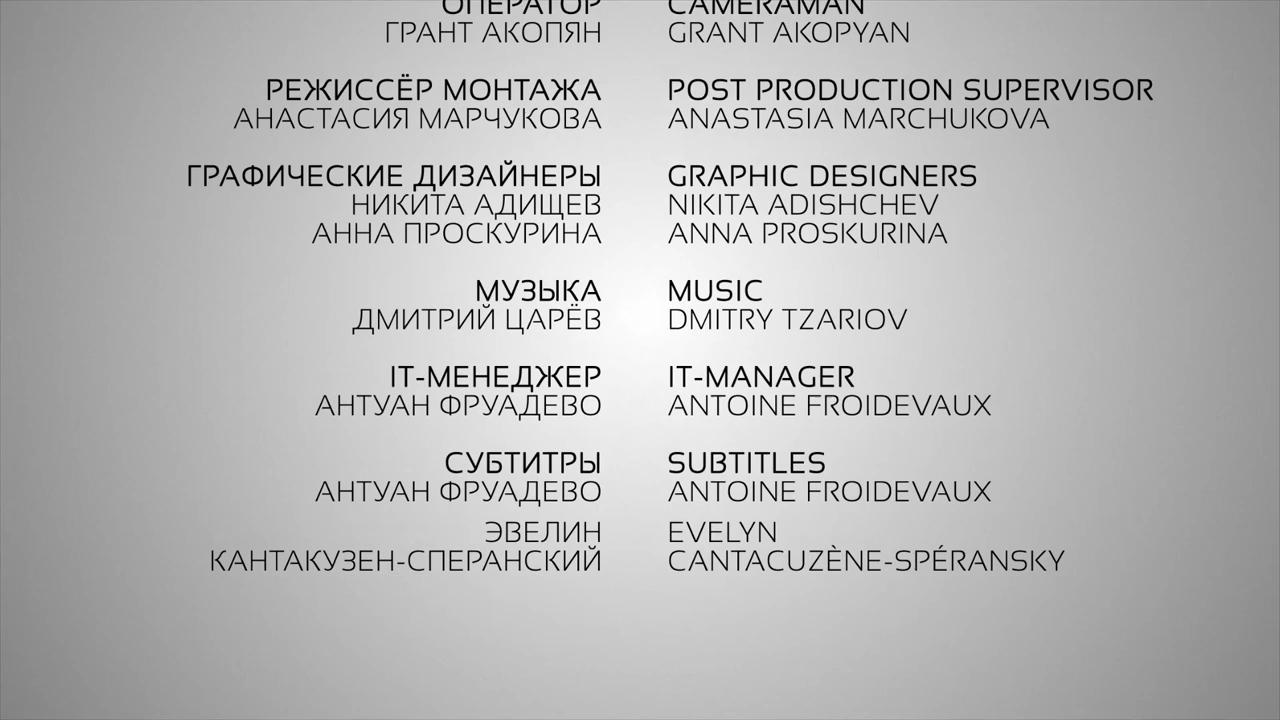 ОПЕРАТОР CAMERAMAN
ГРАНТ АКОПЯН GRANT AKOPYAN
РЕЖИССЁР МОНТАЖА POST PRODUCTION SUPERVISOR
АНАСТАСИЯ МАРЧУКОВА ANASTASIA MARCHUKOVA
ГРАФИЧЕСКИЕ ДИЗАЙНЕРЫ GRAPHIC DESIGNERS
НИКИТА АДИЩЕВ NIKITA ADISHCHEV
АННА ПРОСКУРИНА ANNA PROSKURINA
МУЗЫКА MUSIC
ДМИТРИЙ ЦАРЁВ DMITRY TZARIOV
IT-МЕНЕДЖЕР IT-MANAGER
АНТУАН ФРУАДЕВО ANTOINE FROIDEVAUX
СУБТИТРЫ SUBTITLES
АНТУАН ФРУАДЕВО ANTOINE FROIDEVAUX
ЭВЕЛИН EVELYN
КАНТАКУЗЕН-СПЕРАНСКИЙ CANTACUZÈNE-SPÉRANSKY